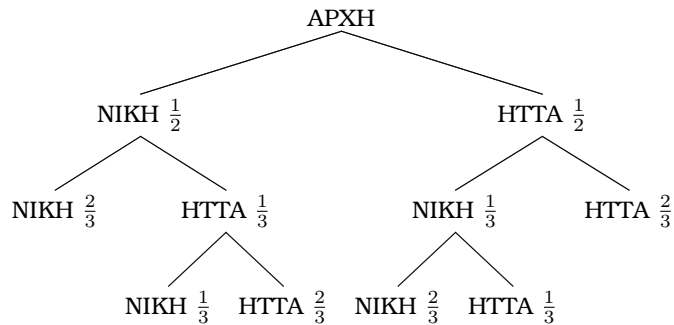 ΑΡΧΗ
ΝΙΚΗ 1/2 ΗΤΤΑ 1/2
ΝΙΚΗ 2/3 ΗΤΤΑ 1/3 ΝΙΚΗ 1/3 ΗΤΤΑ 2/3
ΝΙΚΗ 1/3 ΗΤΤΑ 2/3 ΝΙΚΗ 2/3 ΗΤΤΑ 1/3